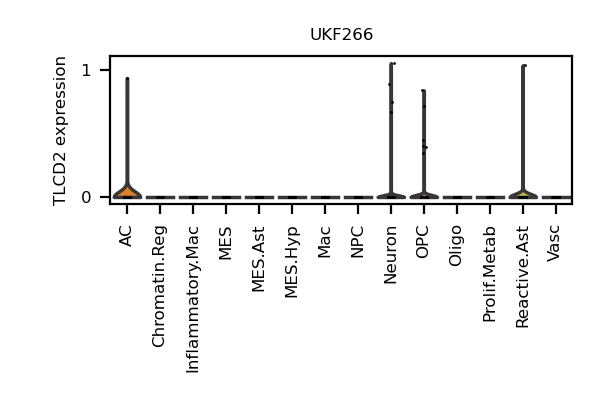 UKF266
TLCD2 expression
1
0
AC
Chromatin.Reg
Inflammatory.Mac
MES
MES.Ast
MES.Hyp
Mac
NPC
Neuron
OPC
Oligo
Prolif.Metab
Reactive.Ast
Vasc